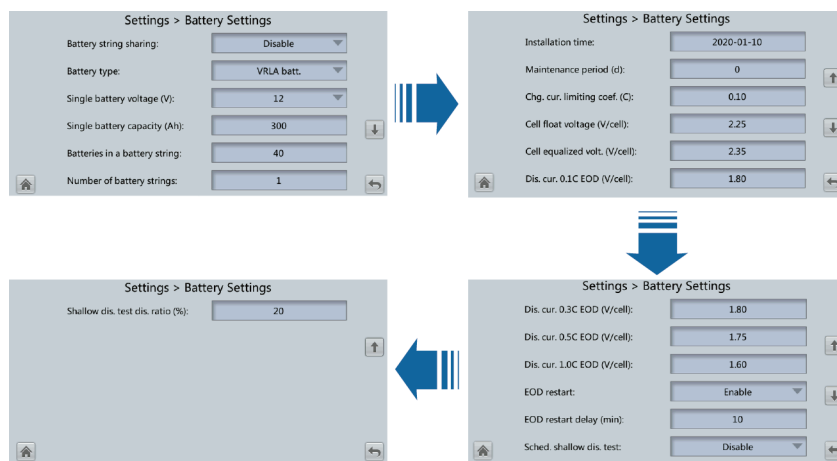 Settings > Battery Settings
Battery string sharing: Disable
Battery type: VRLA batt.
Single battery voltage (V): 12
Single battery capacity (Ah): 300
Batteries in a battery string: 40
Number of battery strings: 1
Settings > Battery Settings
Installation time: 2020-01-10
Maintenance period (d): 0
Chg. cur. limiting coef. (C): 0.10
Cell float voltage (V/cell): 2.25
Cell equalized volt. (V/cell): 2.35
Dis. cur. 0.1C EOD (V/cell): 1.80
Settings > Battery Settings
Dis. cur. 0.3C EOD (V/cell): 1.80
Dis. cur. 0.5C EOD (V/cell): 1.75
Dis. cur. 1.0C EOD (V/cell): 1.60
EOD restart: Enable
EOD restart delay (min): 10
Sched. shallow dis. test: Disable
Settings > Battery Settings
Shallow dis. test dis. ratio (%): 20